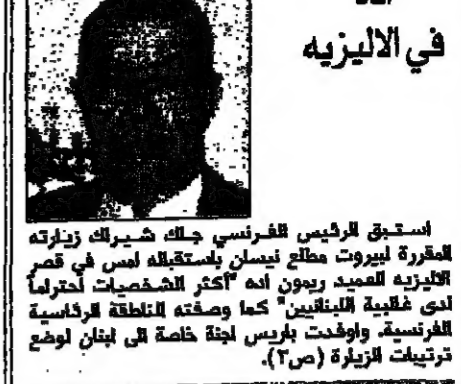 في الاليزيه
استبق الرئيس الفرنسي جاك شيراك زيارته
المقررة لبيروت مطلع نيسان باستقباله امس في قصر
الاليزيه العميد ريمون اده "أكثر الشخصيات احتراماً
لدى غالبية اللبنانيين" كما وصفته الناطقة الرئاسية
الفرنسية. واوفدت باريس لجنة خاصة الى لبنان لوضع
ترتيبات الزيارة (ص٢).